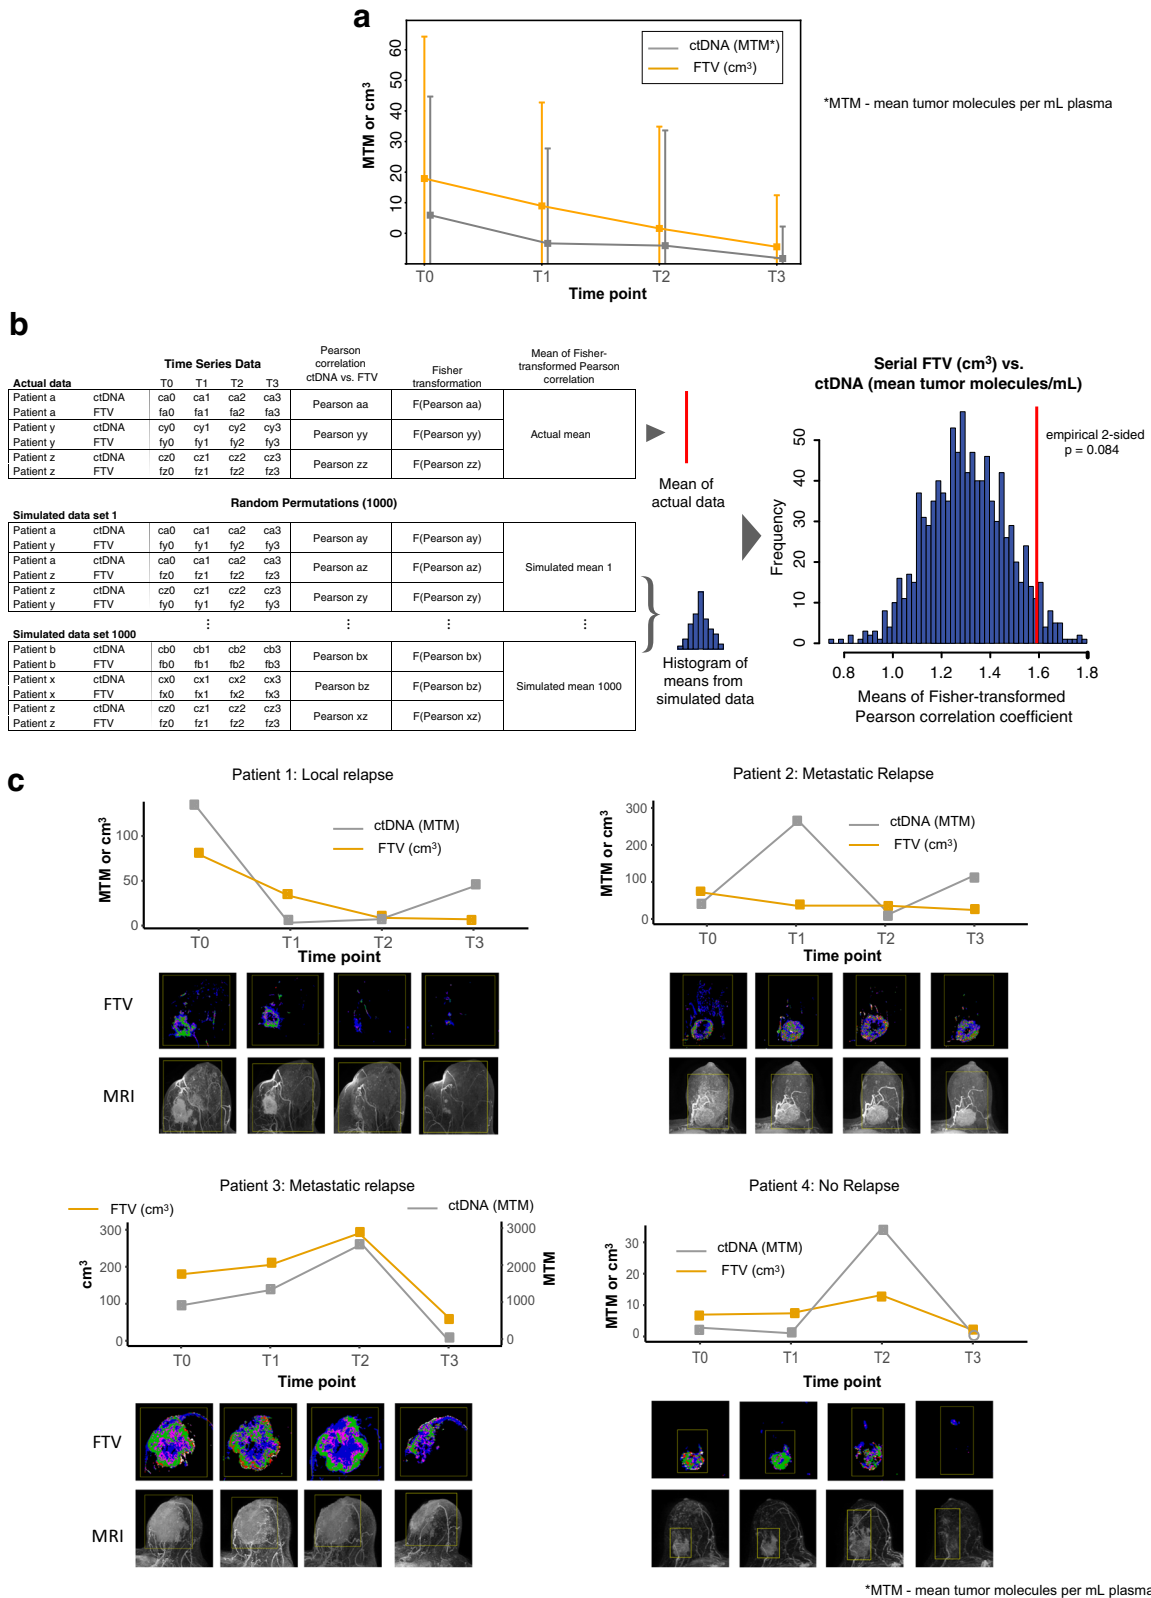 a
60
50
40
30
20
10
0
MTM or cm³
ctDNA (MTM*)
FTV (cm³)
T0 T1 T2 T3
Time point
*MTM - mean tumor molecules per mL plasma
b
Time Series Data
Pearson correlation ctDNA vs. FTV
Fisher transformation
Mean of Fisher-transformed Pearson correlation
Actual data T0 T1 T2 T3
Patient a ctDNA ca0 ca1 ca2 ca3
Patient a FTV fa0 fa1 fa2 fa3
Pearson aa F(Pearson aa)
Patient y ctDNA cy0 cy1 cy2 cy3
Patient y FTV fy0 fy1 fy2 fy3
Pearson yy F(Pearson yy) Actual mean
Patient z ctDNA cz0 cz1 cz2 cz3
Patient z FTV fz0 fz1 fz2 fz3
Pearson zz F(Pearson zz)
Mean of
actual data
Random Permutations (1000)
Simulated data set 1
Patient a ctDNA ca0 ca1 ca2 ca3
Patient y FTV fy0 fy1 fy2 fy3
Pearson ay F(Pearson ay)
Patient a ctDNA ca0 ca1 ca2 ca3
Patient z FTV fz0 fz1 fz2 fz3
Pearson az F(Pearson az) Simulated mean 1
Patient z ctDNA cz0 cz1 cz2 cz3
Patient y FTV fy0 fy1 fy2 fy3
Pearson zy F(Pearson zy)
⋮ ⋮ ⋮ ⋮
Simulated data set 1000
Patient b ctDNA cb0 cb1 cb2 cb3
Patient b FTV fb0 fb1 fb2 fb3
Pearson bx F(Pearson bx)
Patient x ctDNA cx0 cx1 cx2 cx3
Patient x FTV fx0 fx1 fx2 fx3
Pearson bz F(Pearson bz) Simulated mean 1000
Patient z ctDNA cz0 cz1 cz2 cz3
Patient z FTV fz0 fz1 fz2 fz3
Pearson xz F(Pearson xz)
Histogram of
means from
simulated data
Serial FTV (cm³) vs.
ctDNA (mean tumor molecules/mL)
empirical 2-sided
p = 0.084
Frequency
50
40
30
20
10
0
0.8 1.0 1.2 1.4 1.6 1.8
Means of Fisher-transformed
Pearson correlation coefficient
c
Patient 1: Local relapse
MTM or cm³
100
50
0
ctDNA (MTM)
FTV (cm³)
T0 T1 T2 T3
Time point
FTV
MRI
Patient 2: Metastatic Relapse
MTM or cm³
300
200
100
0
ctDNA (MTM)
FTV (cm³)
T0 T1 T2 T3
Time point
Patient 3: Metastatic relapse
FTV (cm³)
ctDNA (MTM)
cm³
300
200
100
0
3000
2000
1000
0
MTM
T0 T1 T2 T3
Time point
FTV
MRI
Patient 4: No Relapse
MTM or cm³
30
20
10
0
ctDNA (MTM)
FTV (cm³)
T0 T1 T2 T3
Time point
*MTM - mean tumor molecules per mL plasma